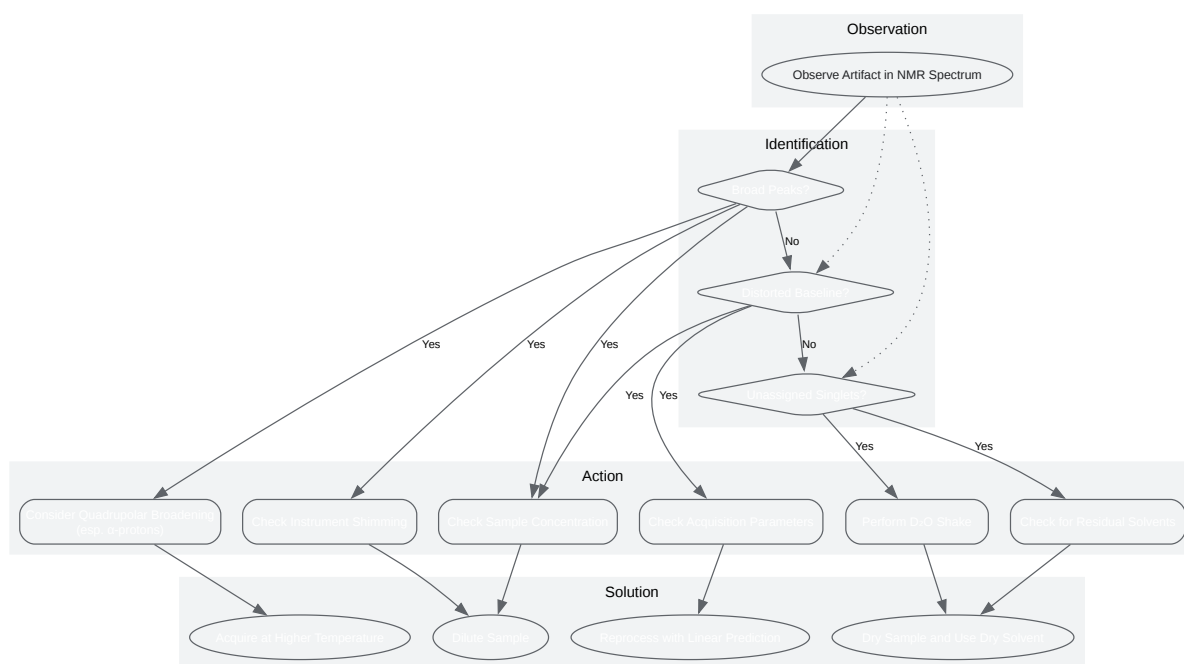 Observation
Observe Artifact in NMR Spectrum
Identification
Broad Peaks?
No
Distorted Baseline?
Yes
Yes
Yes
No
Yes
Yes
Unassigned Singlets?
Yes
Yes
Action
Consider Quadrupolar Broadening
(esp. α-protons)
Check Instrument Shimming
Check Sample Concentration
Check Acquisition Parameters
Perform D₂O Shake
Check for Residual Solvents
Solution
Acquire at Higher Temperature
Dilute Sample
Reprocess with Linear Prediction
Dry Sample and Use Dry Solvent